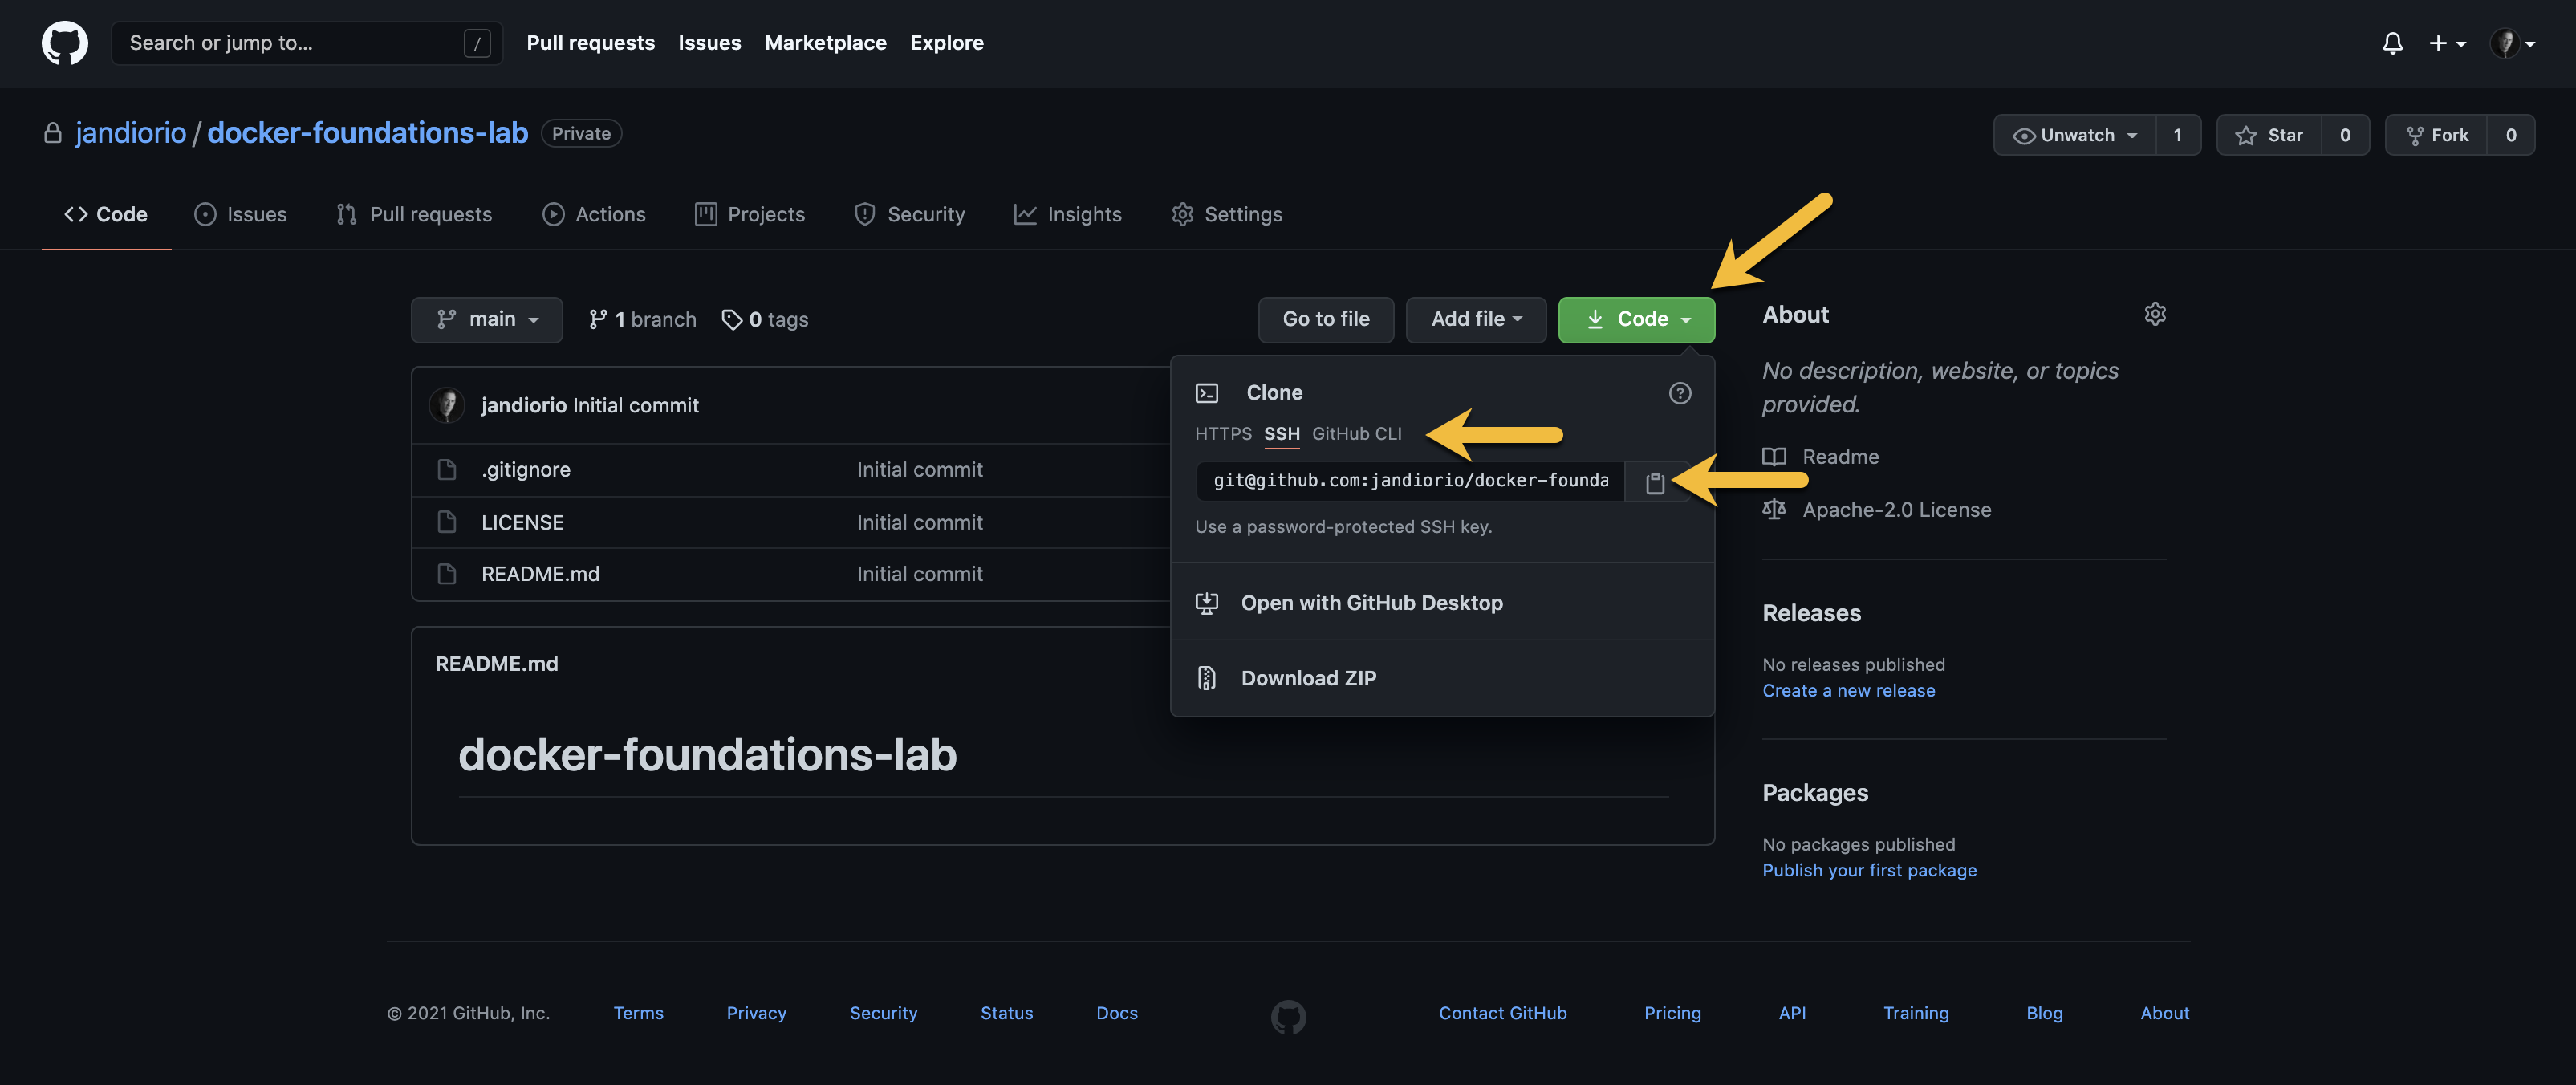 Search or jump to... / Pull requests Issues Marketplace Explore
jandiorio / docker-foundations-lab Private Unwatch 1 Star 0 Fork 0
Code Issues Pull requests Actions Projects Security Insights Settings
main 1 branch 0 tags Go to file Add file Code
About
No description, website, or topics
provided.
Readme
Apache-2.0 License
Releases
No releases published
Create a new release
Packages
No packages published
Publish your first package
jandiorio Initial commit
.gitignore Initial commit
LICENSE Initial commit
README.md Initial commit
Clone
HTTPS SSH GitHub CLI
git@github.com:jandiorio/docker-founda
Use a password-protected SSH key.
Open with GitHub Desktop
Download ZIP
README.md
docker-foundations-lab
© 2021 GitHub, Inc. Terms Privacy Security Status Docs Contact GitHub Pricing API Training Blog About